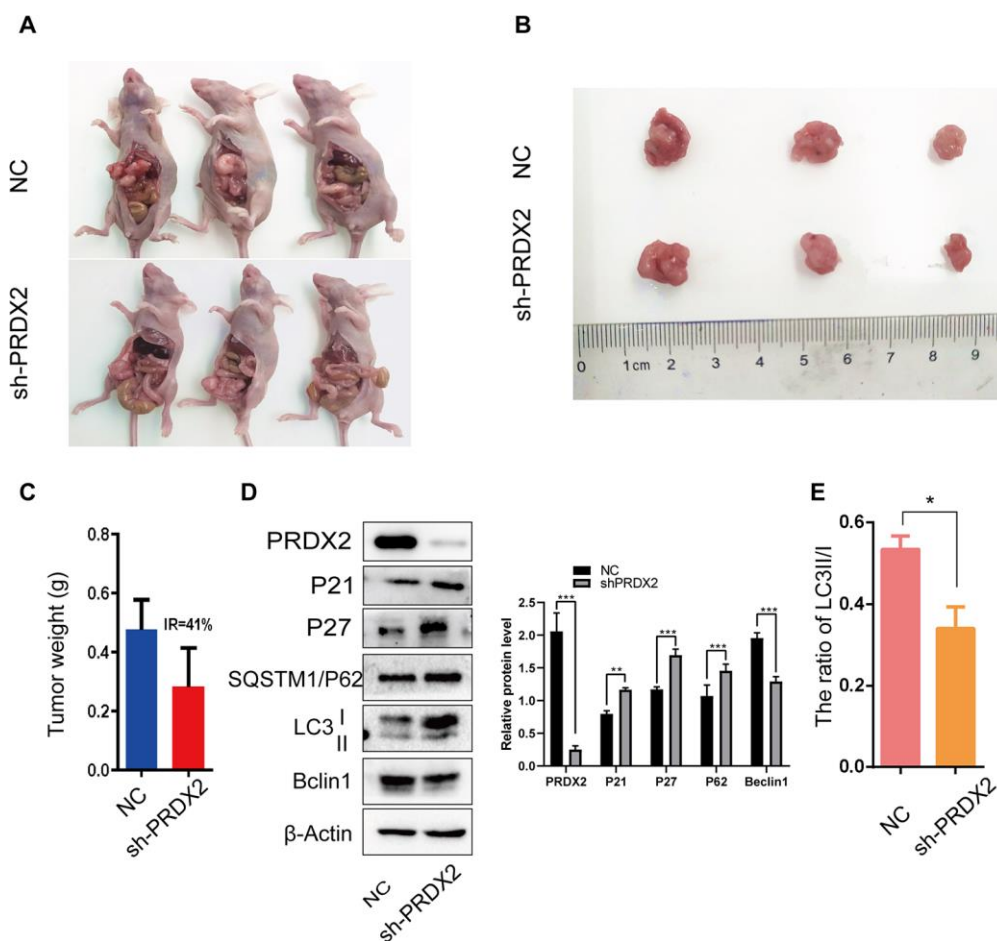 A
NC
sh-PRDX2
B
NC
sh-PRDX2
0 1cm 2 3 4 5 6 7 8 9
C
Tumor weight (g)
0.8
0.6
0.4
0.2
0.0
IR=41%
NC
sh-PRDX2
D
PRDX2
P21
P27
SQSTM1/P62
LC3 I
II
Bclin1
β-Actin
NC
sh-PRDX2
NC
shPRDX2
Relative protein level
2.5
2.0
1.5
1.0
0.5
0.0
***
**
***
***
***
PRDX2 P21 P27 P62 Beclin1
E
The ratio of LC3II/I
0.6
0.4
0.2
0.0
*
NC
sh-PRDX2